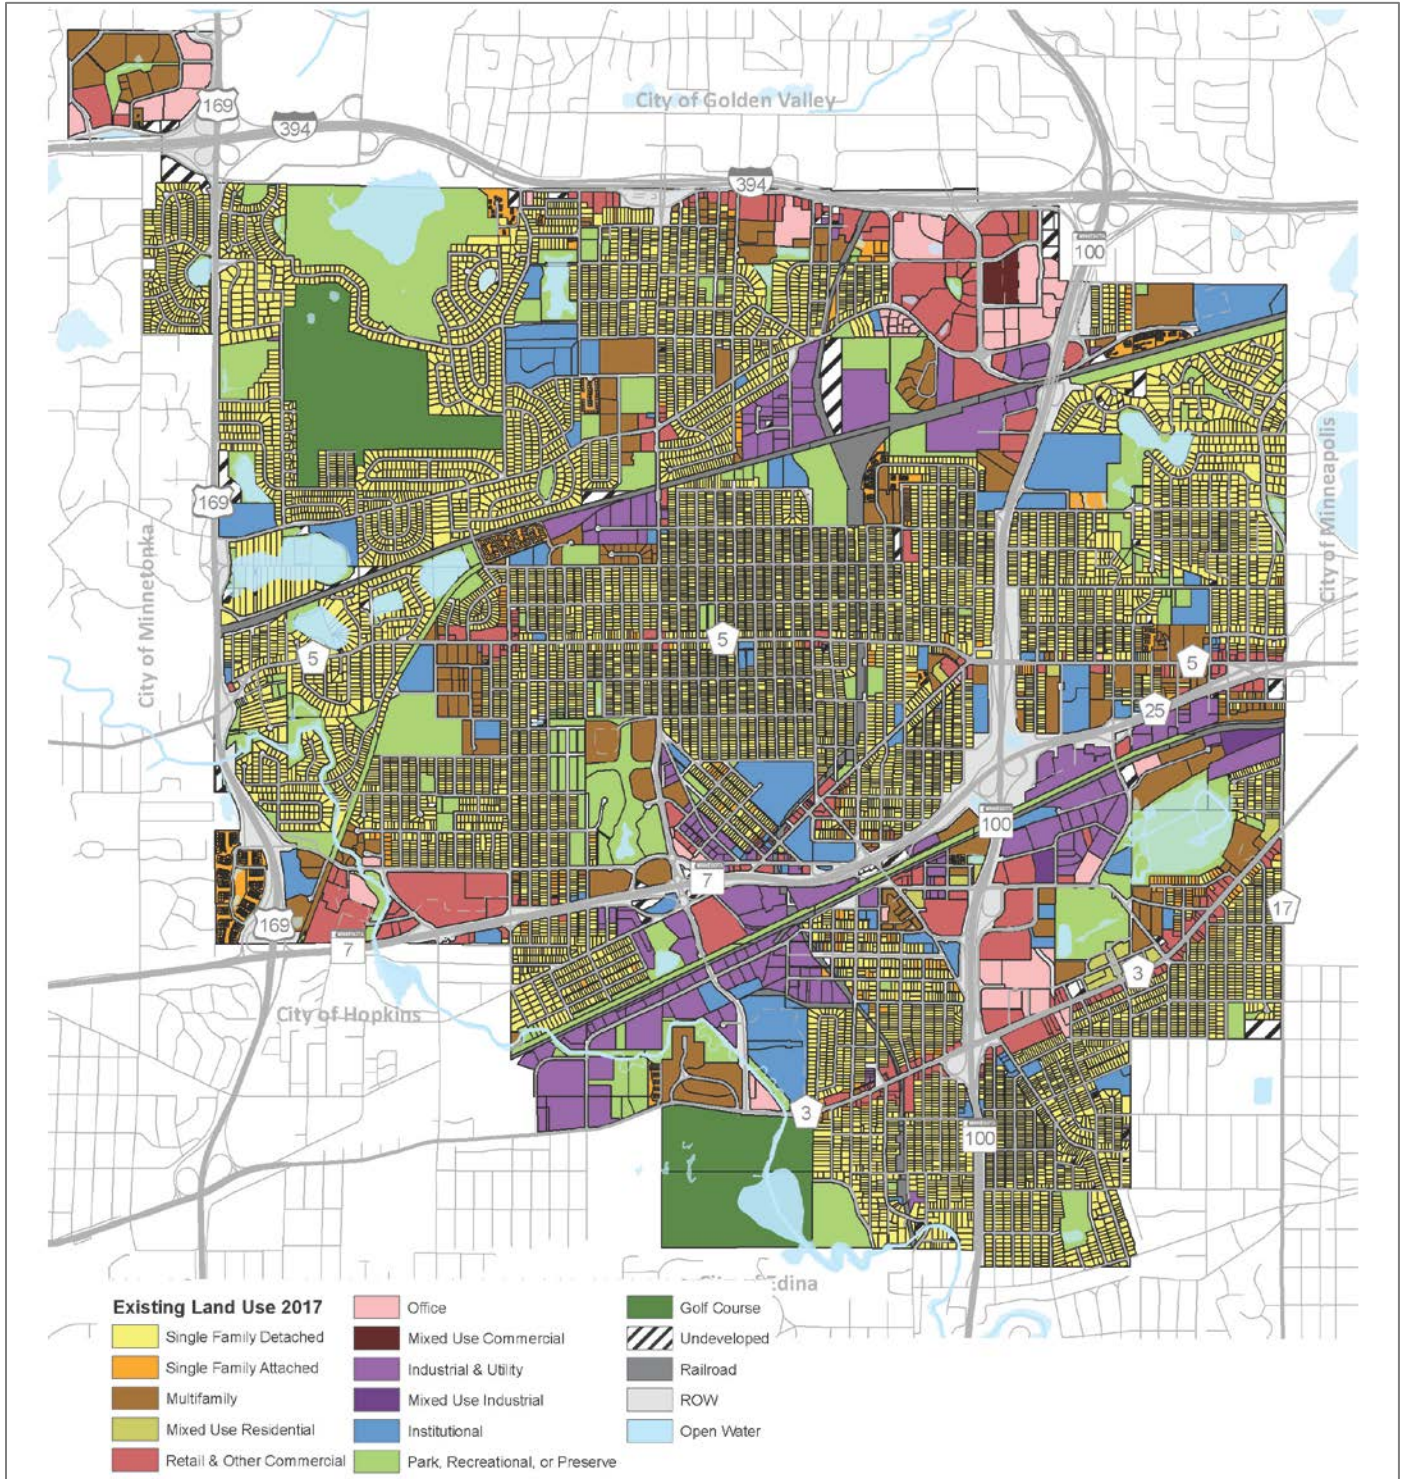 City of Golden Valley
169
394
394
100
City of Minneapolis
169
City of Minnetonka
5
5
5
25
100
7
169
7
17
3
City of Hopkins
3
100
Edina
Existing Land Use 2017
Single Family Detached
Single Family Attached
Multifamily
Mixed Use Residential
Retail & Other Commercial
Office
Mixed Use Commercial
Industrial & Utility
Mixed Use Industrial
Institutional
Park, Recreational, or Preserve
Golf Course
Undeveloped
Railroad
ROW
Open Water